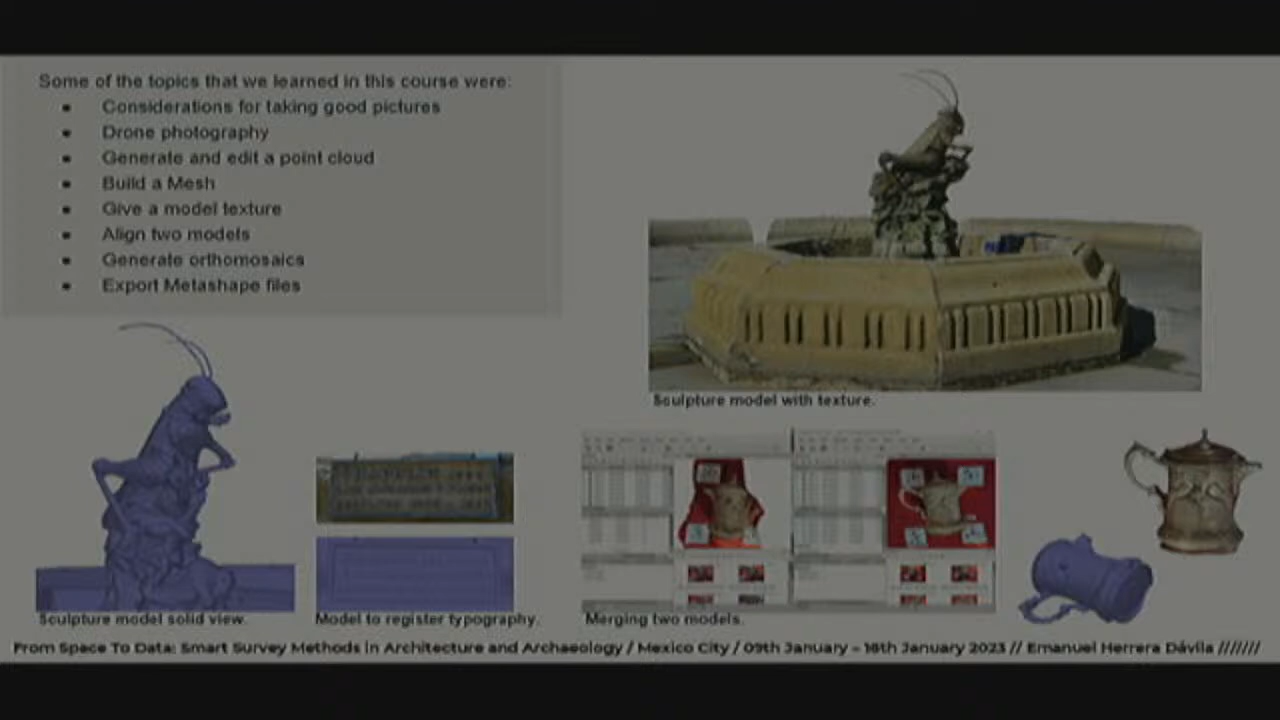 Some of the topics that we learned in this course were:
Considerations for taking good pictures
Drone photography
Generate and edit a point cloud
Build a Mesh
Give a model texture
Align two models
Generate orthomosaics
Export Metashape files
Sculpture model with texture.
Sculpture model solid view.
Model to register typography.
Merging two models.
From Space To Data: Smart Survey Methods in Architecture and Archaeology / Mexico City / 09th January - 18th January 2023 // Emanuel Herrera Dávila ///////